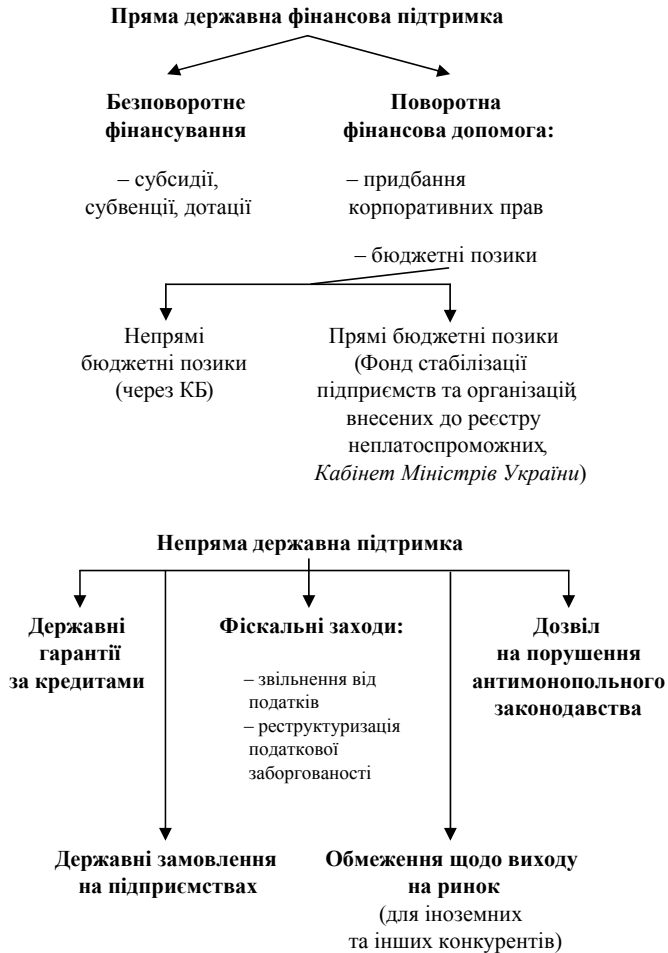 Пряма державна фінансова підтримка
Безповоротне
фінансування
– субсидії,
субвенції, дотації
Поворотна
фінансова допомога:
– придбання
корпоративних прав
– бюджетні позики
Непрямі
бюджетні позики
(через КБ)
Прямі бюджетні позики
(Фонд стабілізації
підприємств та організацій,
внесених до реєстру
неплатоспроможних,
Кабінет Міністрів України)
Непряма державна підтримка
Державні
гарантії
за кредитами
Фіскальні заходи:
– звільнення від
податків
– реструктуризація
податкової
заборгованості
Дозвіл
на порушення
антимонопольного
законодавства
Державні замовлення
на підприємствах
Обмеження щодо виходу
на ринок
(для іноземних
та інших конкурентів)